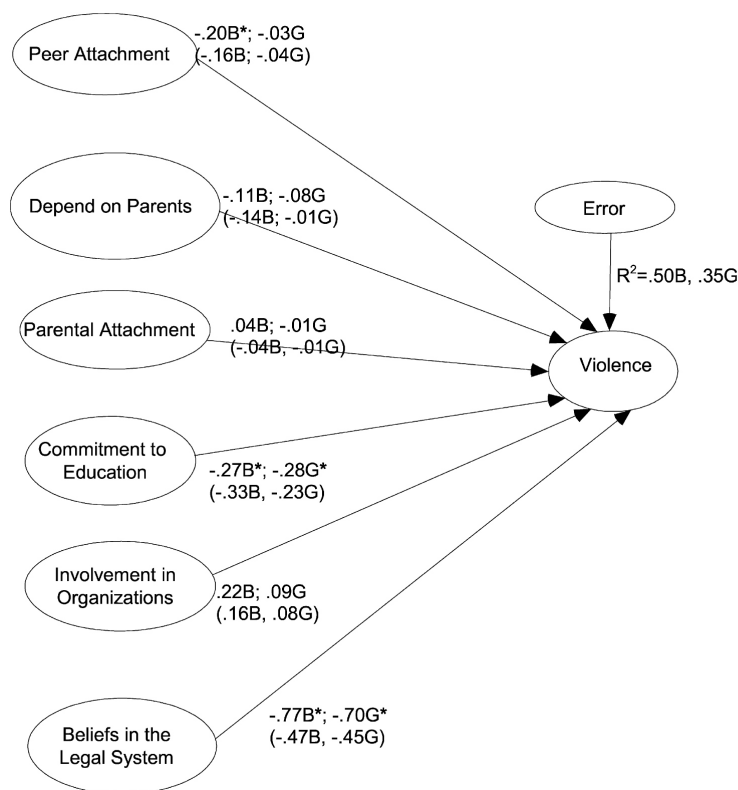 Peer Attachment
-.20B*; -.03G
(-.16B; -.04G)
Depend on Parents
-.11B; -.08G
(-.14B, -.01G)
Error
R²=.50B, .35G
Parental Attachment
.04B; -.01G
(-.04B, -.01G)
Violence
Commitment to
Education
-.27B*; -.28G*
(-.33B, -.23G)
Involvement in
Organizations
.22B; .09G
(.16B, .08G)
Beliefs in the
Legal System
-.77B*; -.70G*
(-.47B, -.45G)